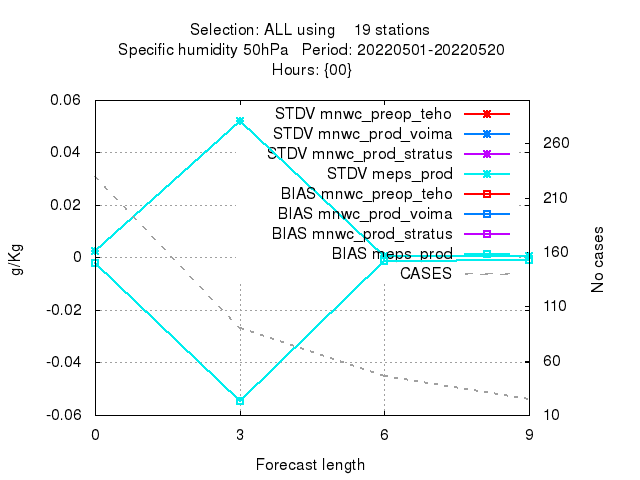 Selection: ALL using    19 stations
Specific humidity 50hPa   Period: 20220501-20220520
Hours: {00}
0.06
0.04
0.02
0
-0.02
-0.04
-0.06
g/Kg
STDV mnwc_preop_teho
STDV mnwc_prod_voima
STDV mnwc_prod_stratus
STDV meps_prod
BIAS mnwc_preop_teho
BIAS mnwc_prod_voima
BIAS mnwc_prod_stratus
BIAS meps_prod
CASES
260
210
160
110
60
10
No cases
0 3 6 9
Forecast length